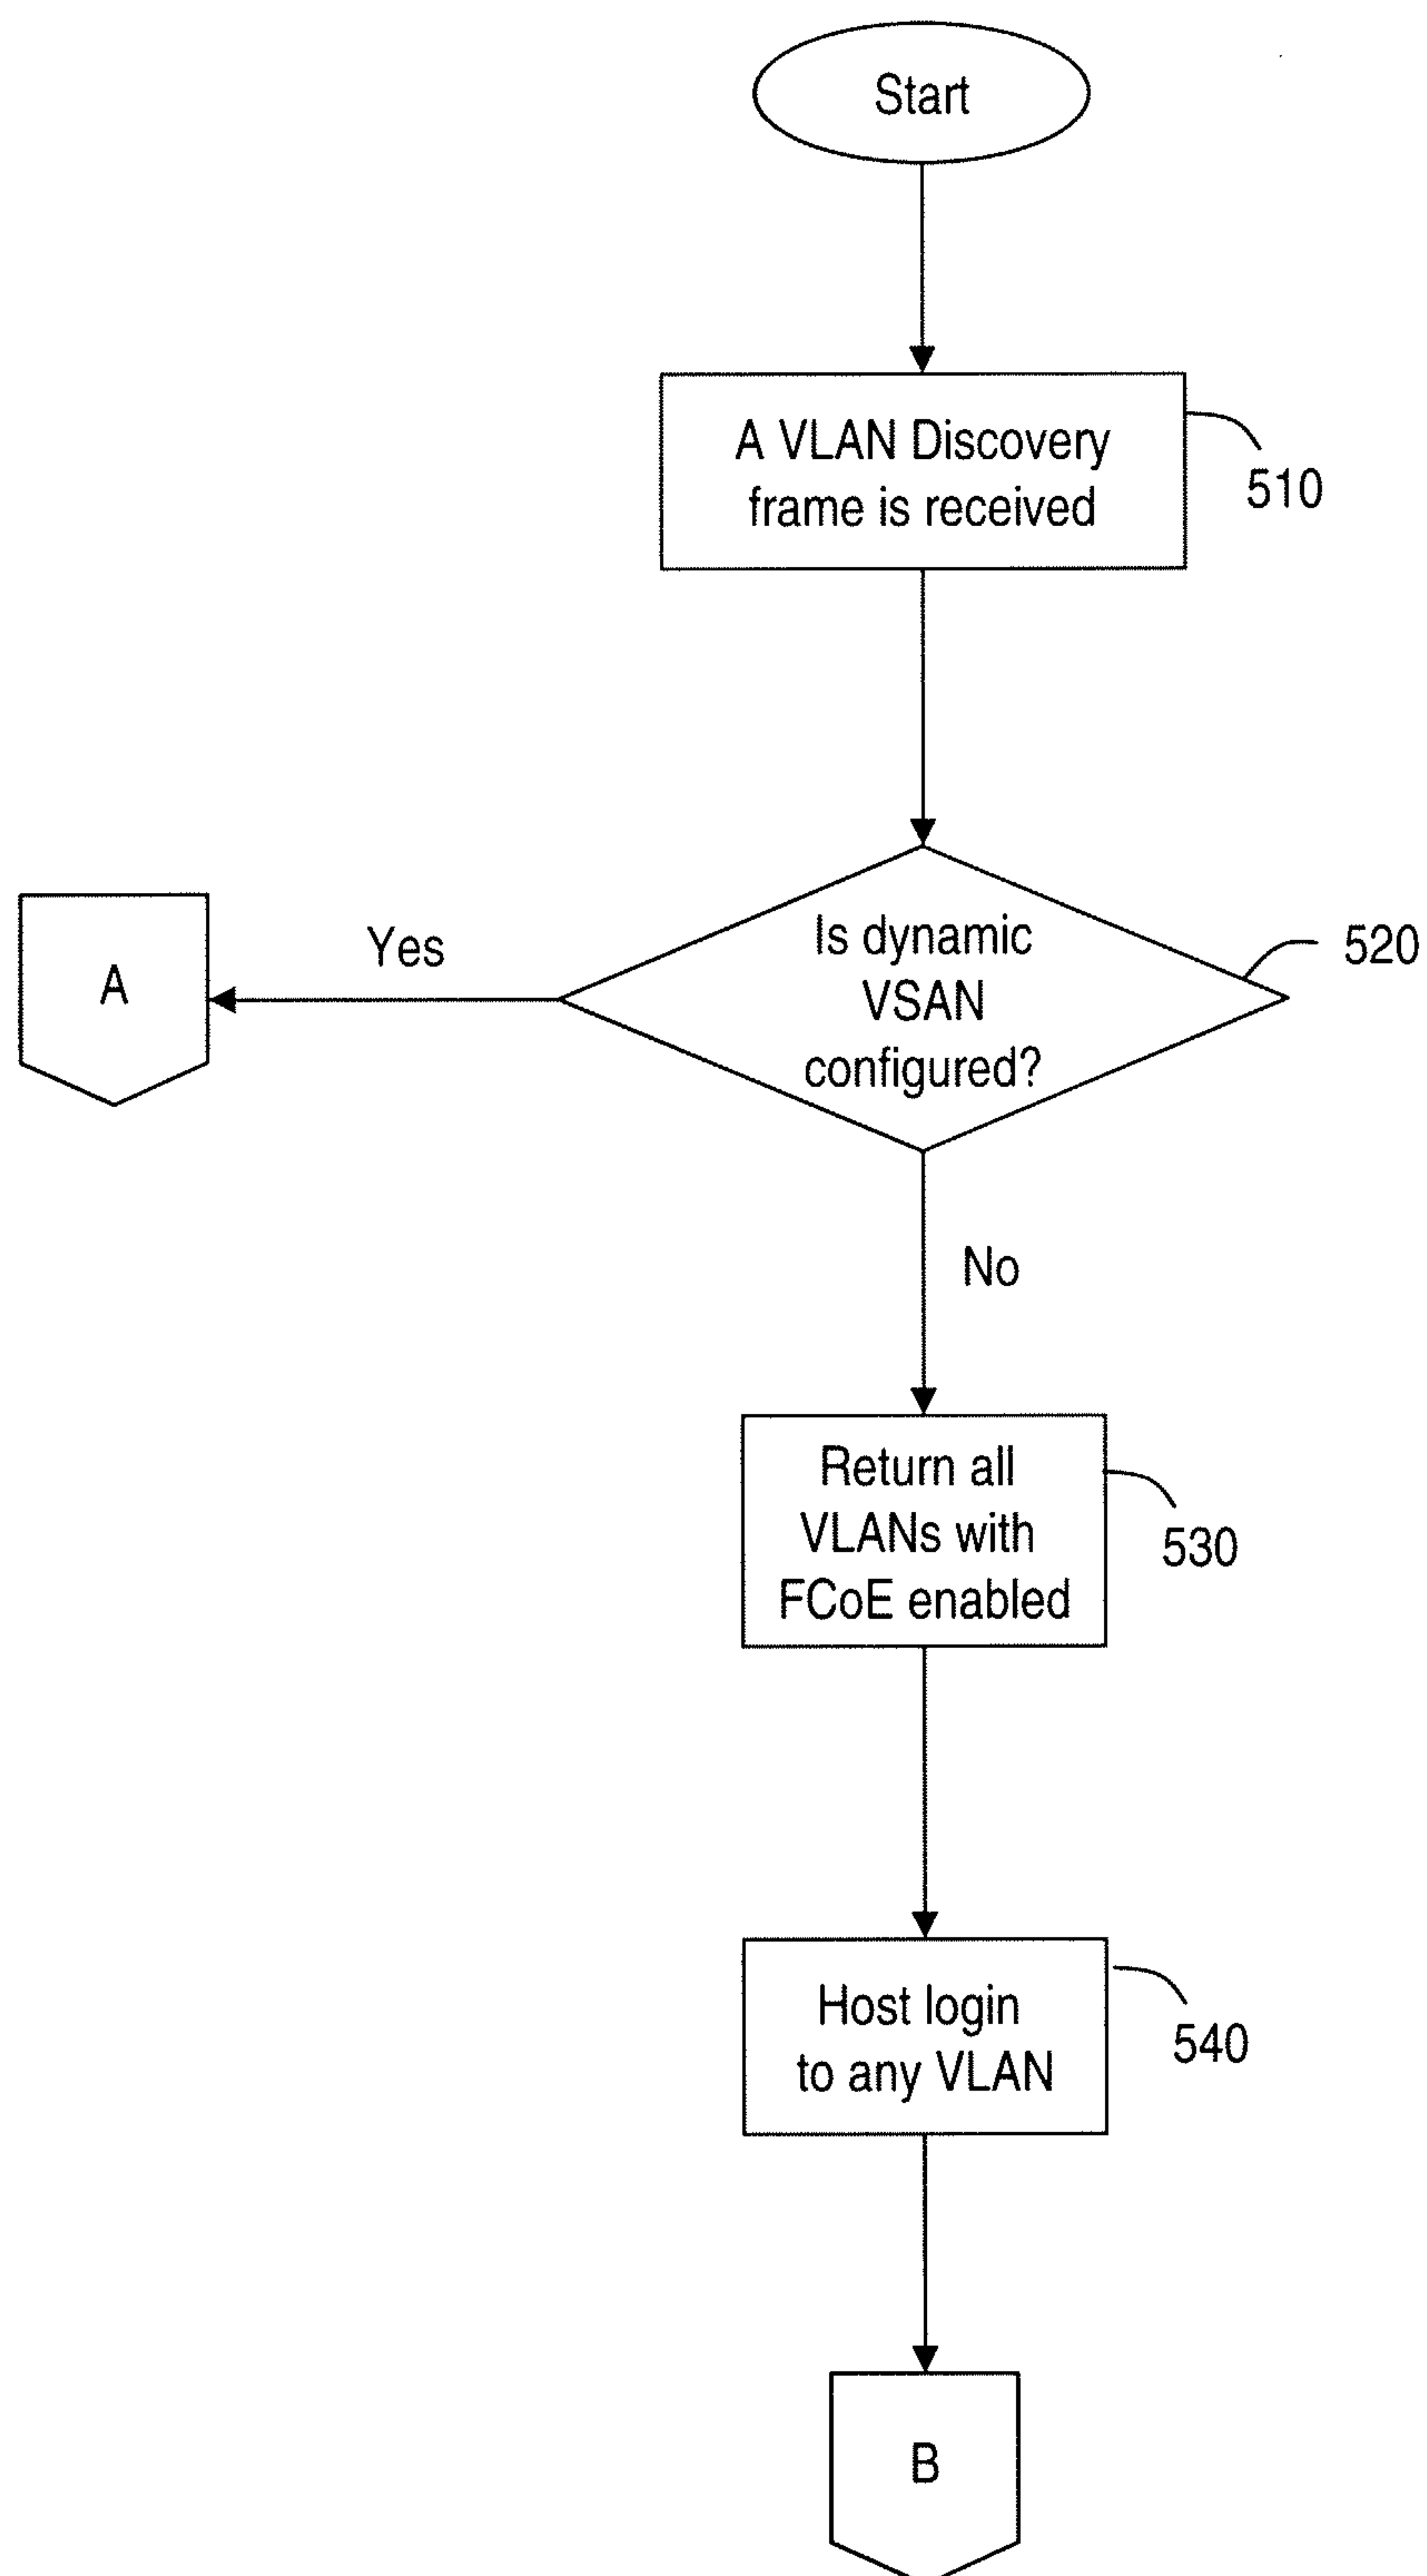 Start
A VLAN Discovery
frame is received
510
Is dynamic
VSAN
configured?
520
Yes
A
No
Return all
VLANs with
FCoE enabled
530
Host login
to any VLAN
540
B